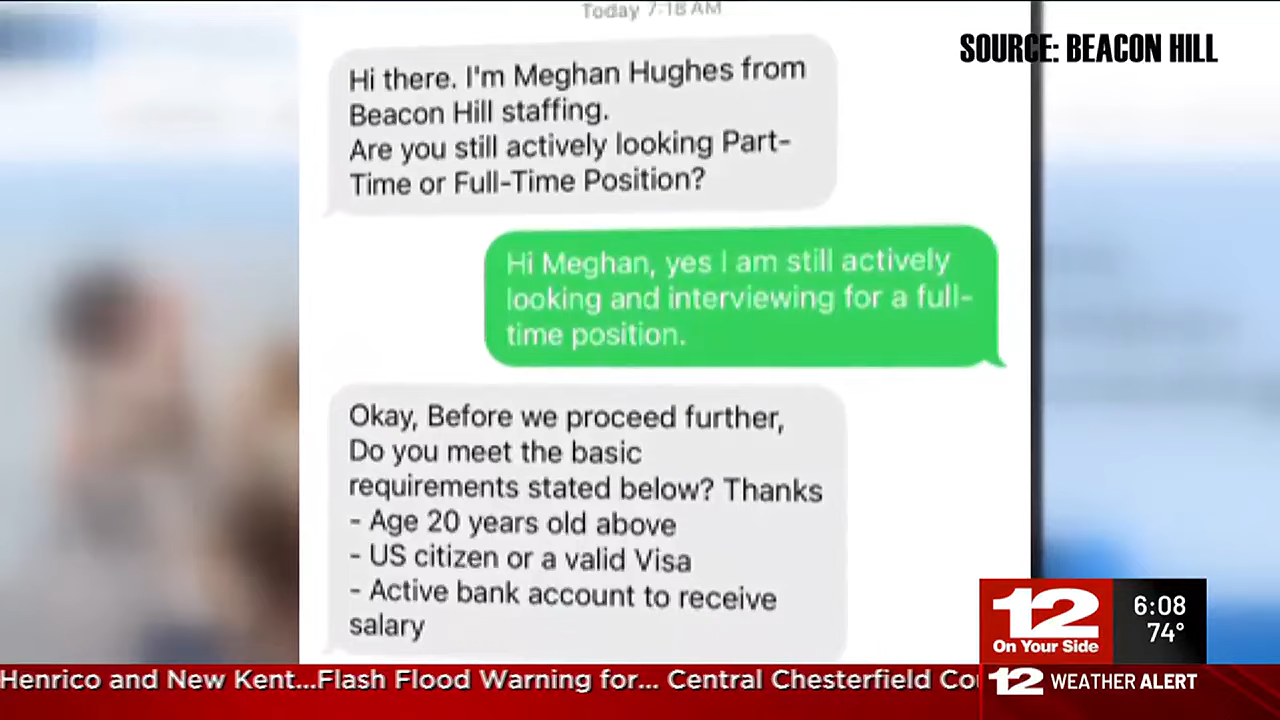 Today 7:18 AM
SOURCE: BEACON HILL
Hi there. I'm Meghan Hughes from
Beacon Hill staffing.
Are you still actively looking Part-
Time or Full-Time Position?
Hi Meghan, yes I am still actively
looking and interviewing for a full-
time position.
Okay, Before we proceed further,
Do you meet the basic
requirements stated below? Thanks
- Age 20 years old above
- US citizen or a valid Visa
- Active bank account to receive
salary
12
On Your Side
6:08
74°
Henrico and New Kent...Flash Flood Warning for... Central Chesterfield
12 WEATHER ALERT